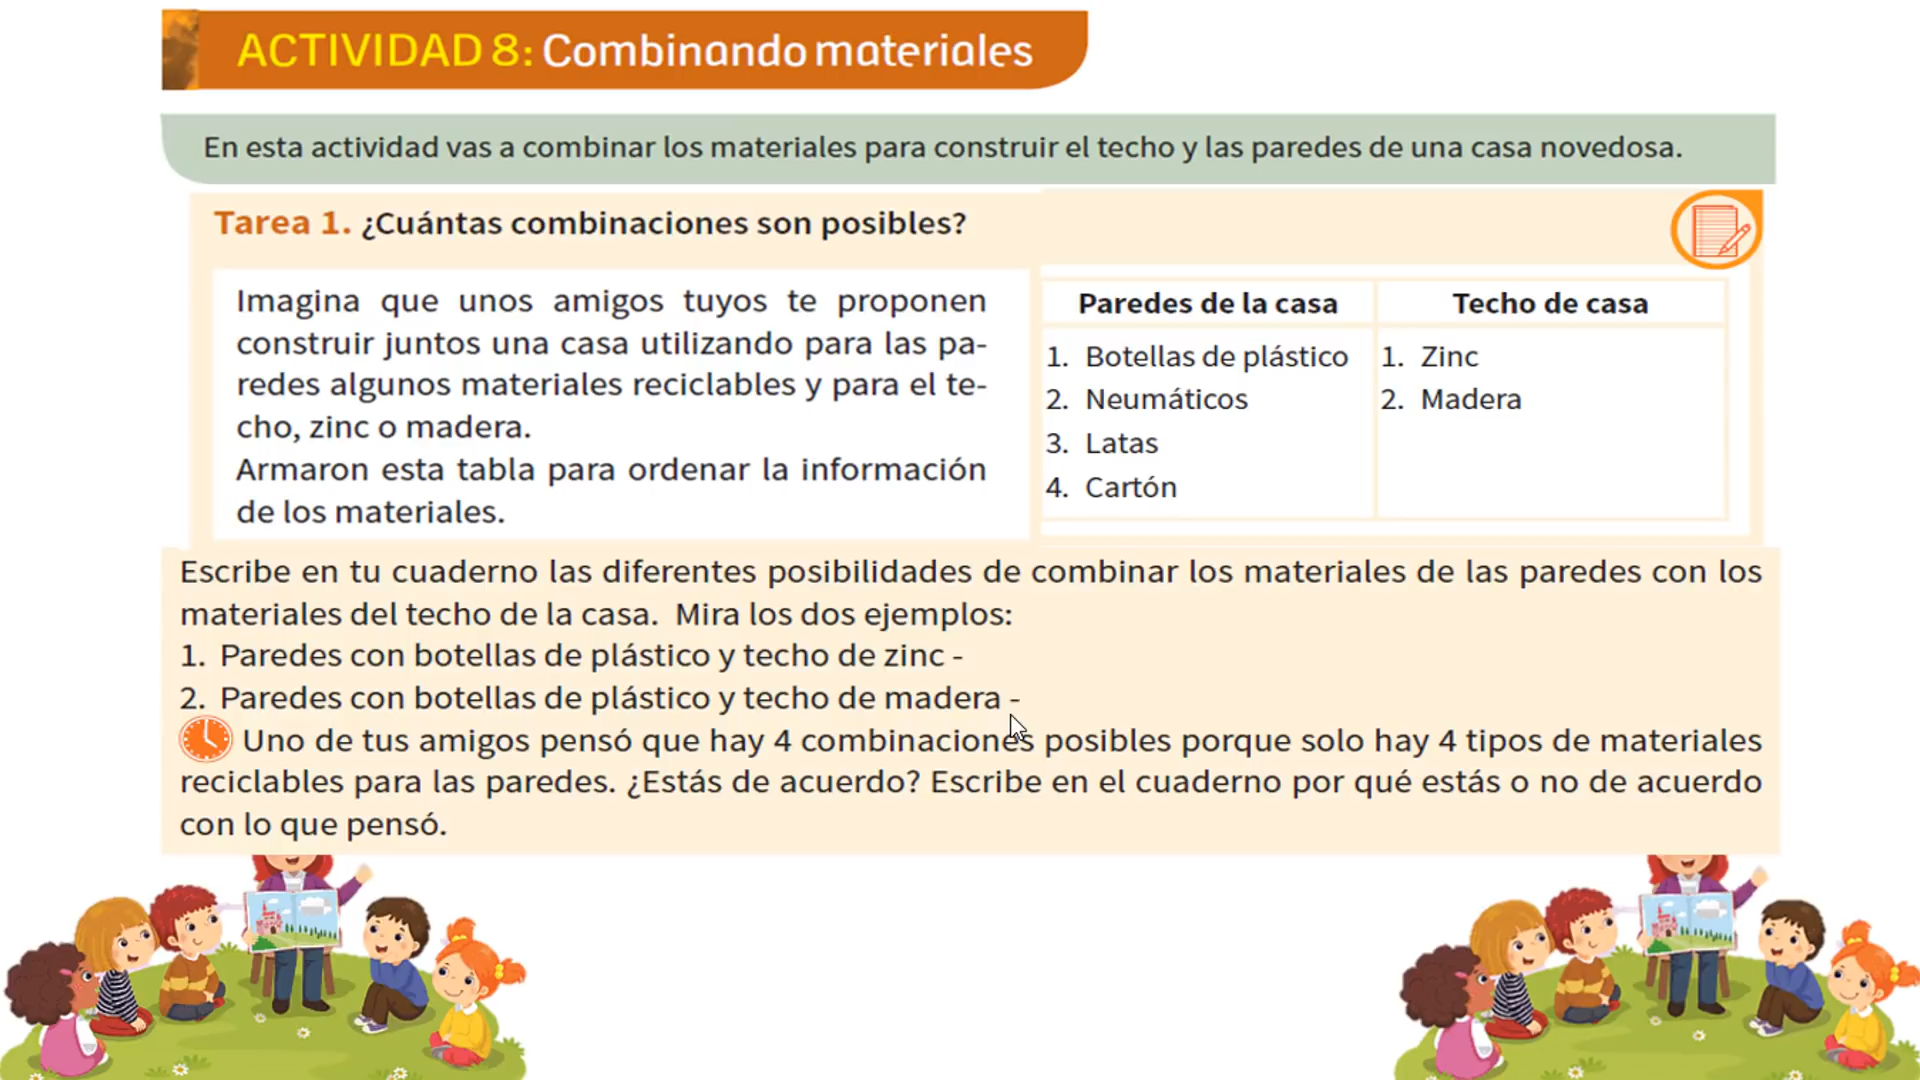 ACTIVIDAD 8: Combinando materiales
En esta actividad vas a combinar los materiales para construir el techo y las paredes de una casa novedosa.
Tarea 1. ¿Cuántas combinaciones son posibles?
Imagina que unos amigos tuyos te proponen
construir juntos una casa utilizando para las pa-
redes algunos materiales reciclables y para el te-
cho, zinc o madera.
Armaron esta tabla para ordenar la información
de los materiales.
Paredes de la casa
1. Botellas de plástico
2. Neumáticos
3. Latas
4. Cartón
Techo de casa
1. Zinc
2. Madera
Escribe en tu cuaderno las diferentes posibilidades de combinar los materiales de las paredes con los
materiales del techo de la casa. Mira los dos ejemplos:
1. Paredes con botellas de plástico y techo de zinc -
2. Paredes con botellas de plástico y techo de madera -
Uno de tus amigos pensó que hay 4 combinaciones posibles porque solo hay 4 tipos de materiales
reciclables para las paredes. ¿Estás de acuerdo? Escribe en el cuaderno por qué estás o no de acuerdo
con lo que pensó.